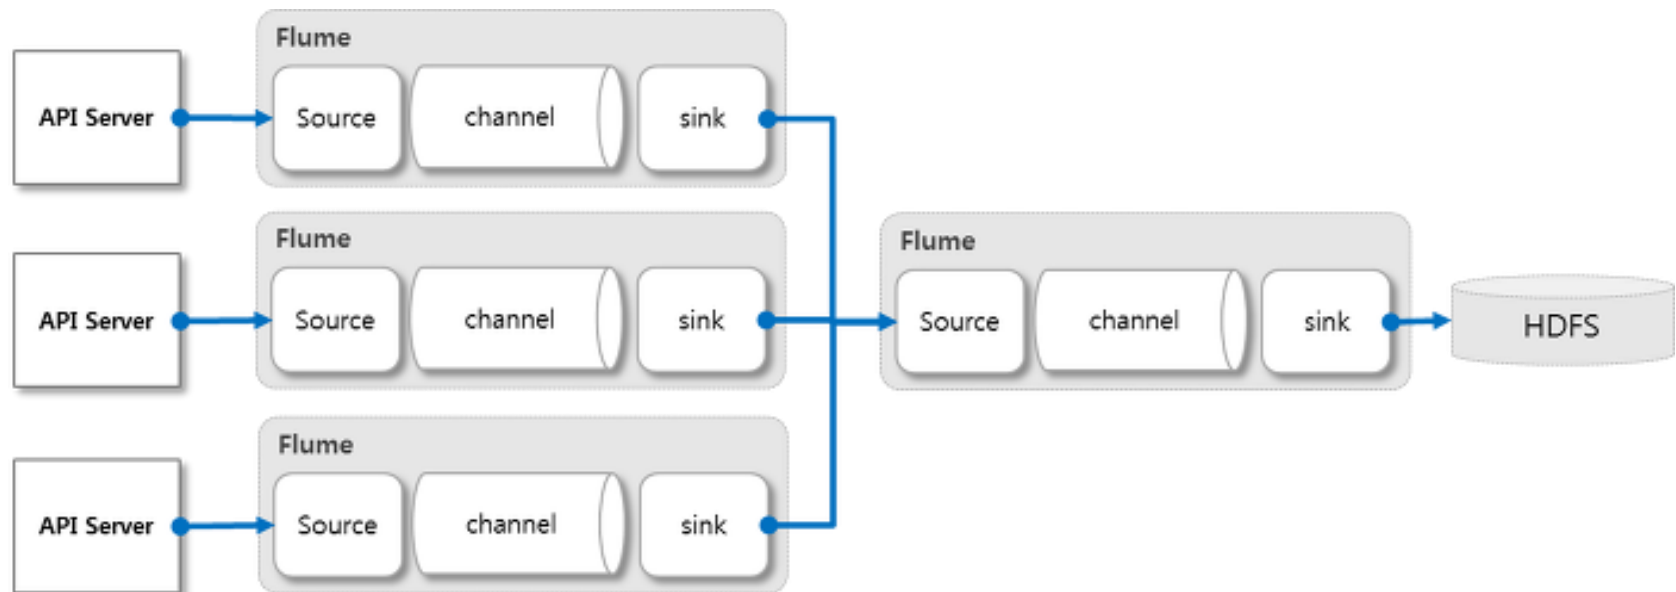 Flume
API Server
Source
channel
sink
Flume
API Server
Source
channel
sink
Flume
API Server
Source
channel
sink
Flume
Source
channel
sink
HDFS